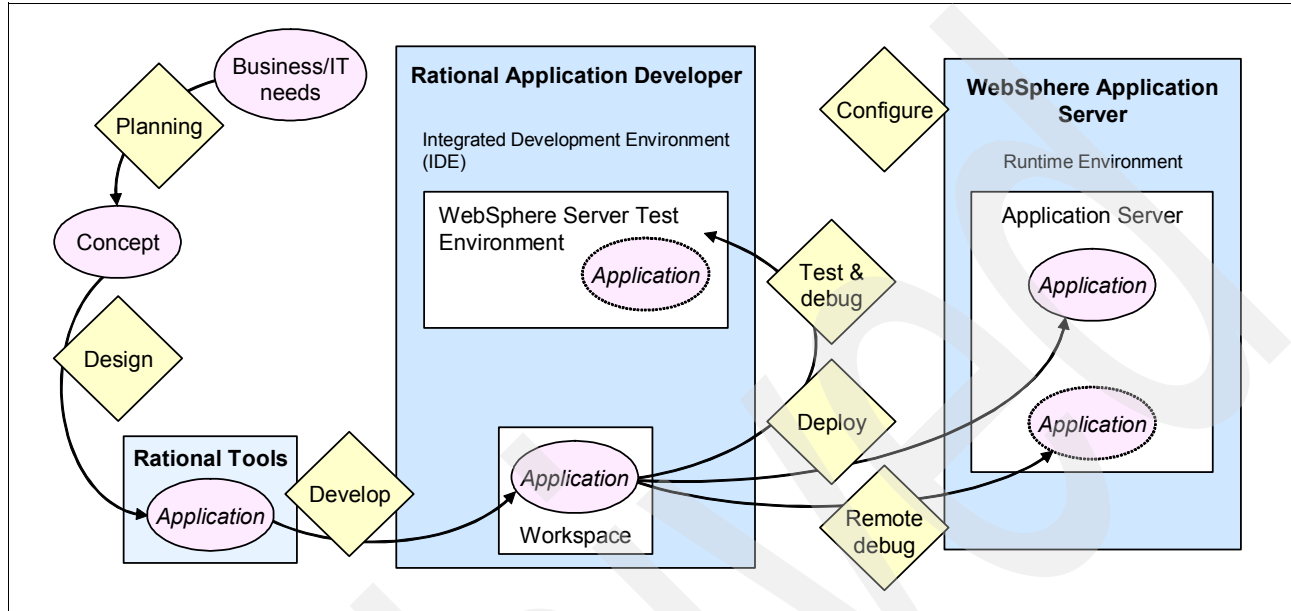 Business/IT
needs
Planning
Concept
Design
Rational Tools
Application
Develop
Rational Application Developer
Integrated Development Environment
(IDE)
WebSphere Server Test
Environment
Application
Application
Workspace
Test &
debug
Deploy
Remote
debug
Configure
WebSphere Application
Server
Runtime Environment
Application Server
Application
Application